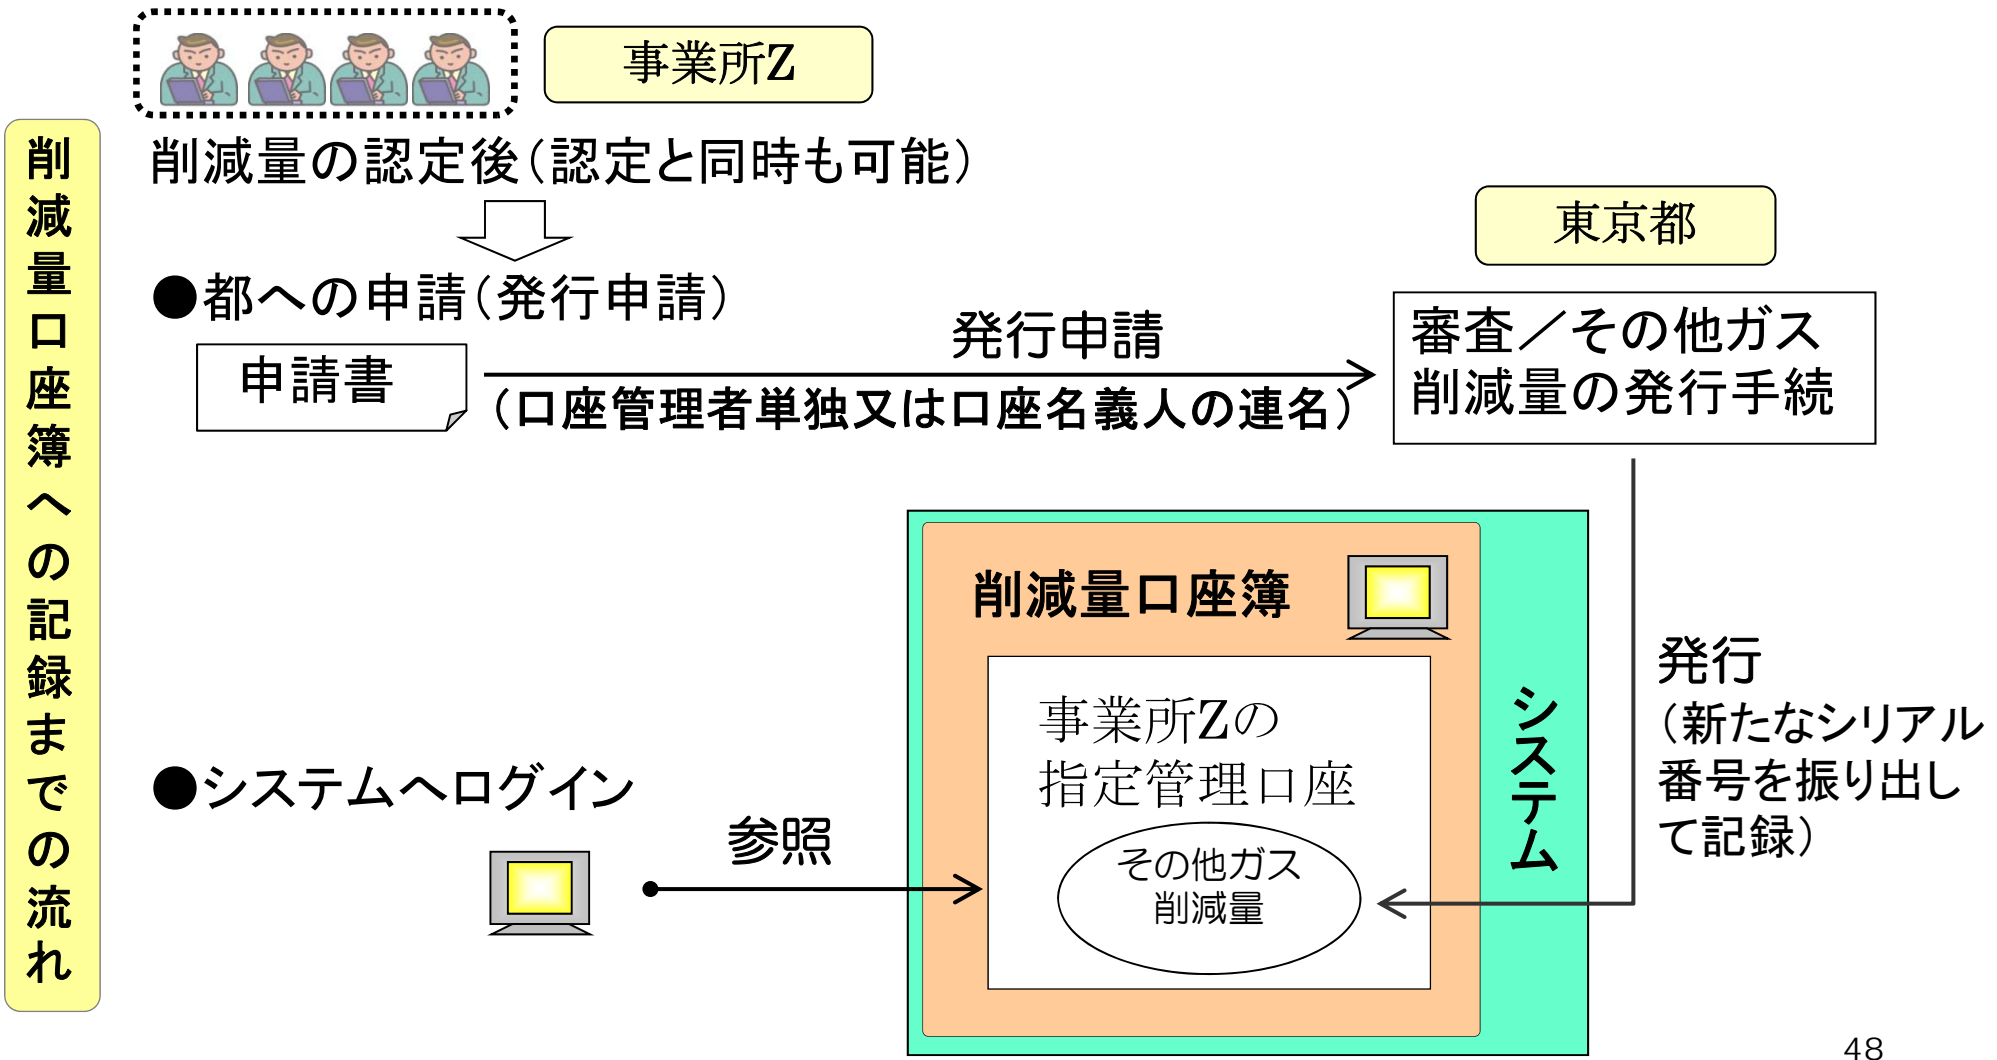 削減量口座簿への記録までの流れ
事業所Z
削減量の認定後（認定と同時も可能）
東京都
●都への申請（発行申請）
申請書
発行申請
（口座管理者単独又は口座名義人の連名）
審査／その他ガス
削減量の発行手続
削減量口座簿
システム
事業所Zの
指定管理口座
その他ガス
削減量
発行
（新たなシリアル
番号を振り出し
て記録）
●システムへログイン
参照
48